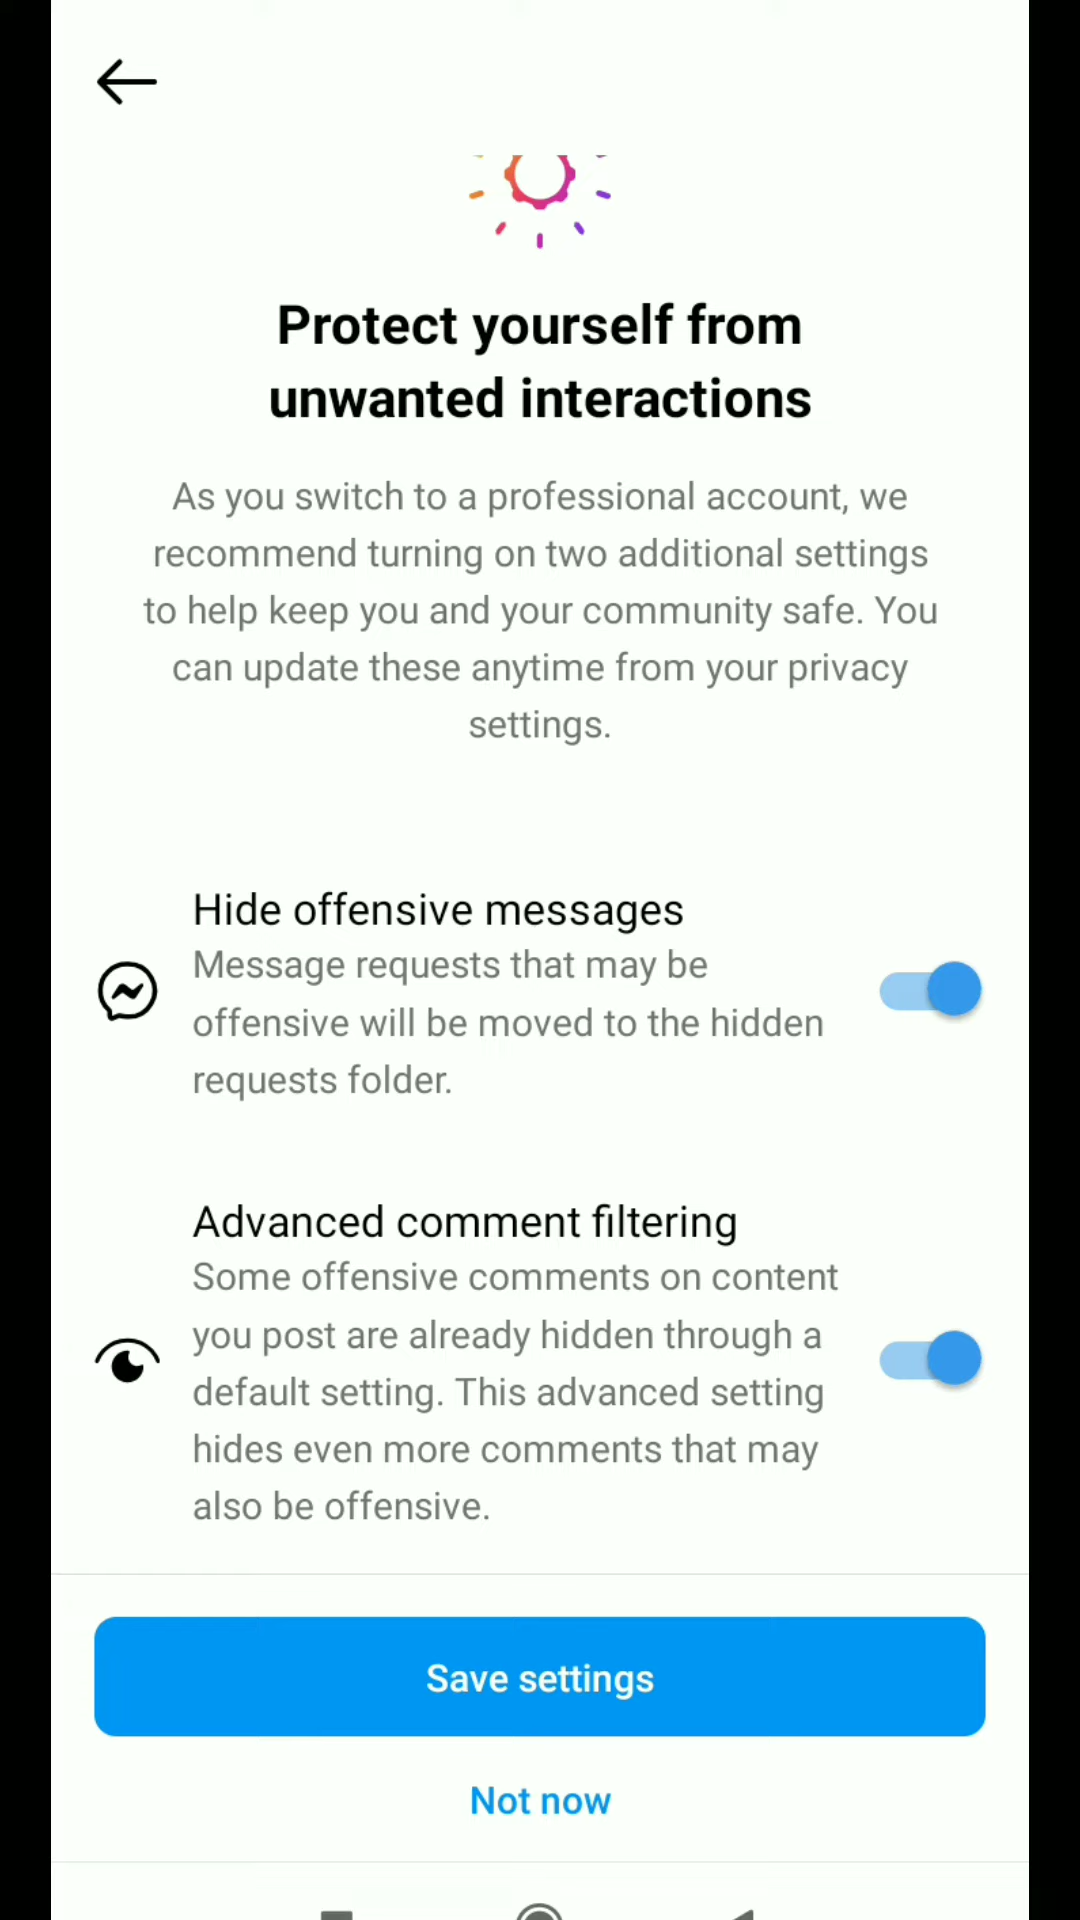 Protect yourself from
unwanted interactions
As you switch to a professional account, we
recommend turning on two additional settings
to help keep you and your community safe. You
can update these anytime from your privacy
settings.
Hide offensive messages
Message requests that may be
offensive will be moved to the hidden
requests folder.
Advanced comment filtering
Some offensive comments on content
you post are already hidden through a
default setting. This advanced setting
hides even more comments that may
also be offensive.
Save settings
Not now